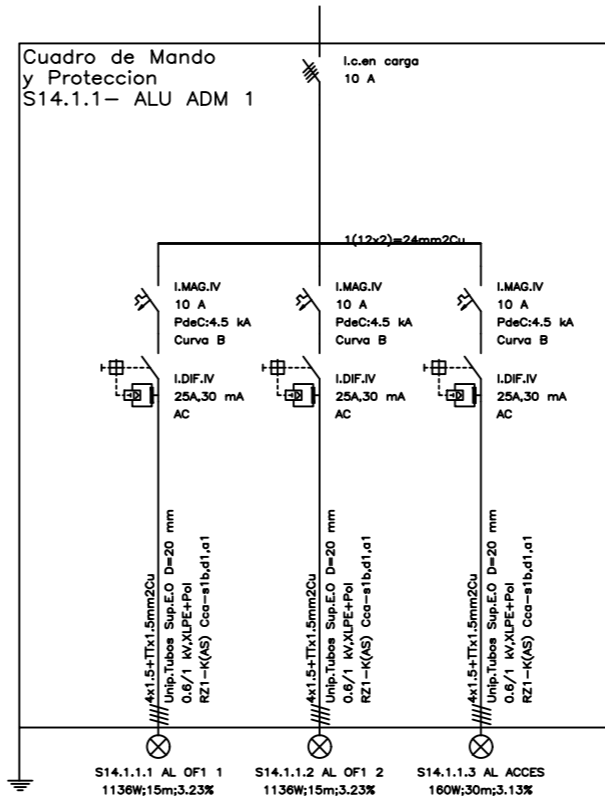 Cuadro de Mando
y Proteccion
S14.1.1- ALU ADM 1
I.c.en carga
10 A
1(12x2)=24mm2Cu
I.MAG.IV
10 A
PdeC:4.5 kA
Curva B
I.DIF.IV
25A,30 mA
AC
I.MAG.IV
10 A
PdeC:4.5 kA
Curva B
I.DIF.IV
25A,30 mA
AC
I.MAG.IV
10 A
PdeC:4.5 kA
Curva B
I.DIF.IV
25A,30 mA
AC
4x1.5+TTx1.5mm2Cu
Unip.Tubos Sup.E.O D=20 mm
0.6/1 kV,XLPE+Pol
RZ1-K(AS) Cca-s1b,d1,a1
4x1.5+TTx1.5mm2Cu
Unip.Tubos Sup.E.O D=20 mm
0.6/1 kV,XLPE+Pol
RZ1-K(AS) Cca-s1b,d1,a1
4x1.5+TTx1.5mm2Cu
Unip.Tubos Sup.E.O D=20 mm
0.6/1 kV,XLPE+Pol
RZ1-K(AS) Cca-s1b,d1,a1
S14.1.1.1 AL OF1 1
1136W;15m;3.23%
S14.1.1.2 AL OF1 2
1136W;15m;3.23%
S14.1.1.3 AL ACCES
160W;30m;3.13%